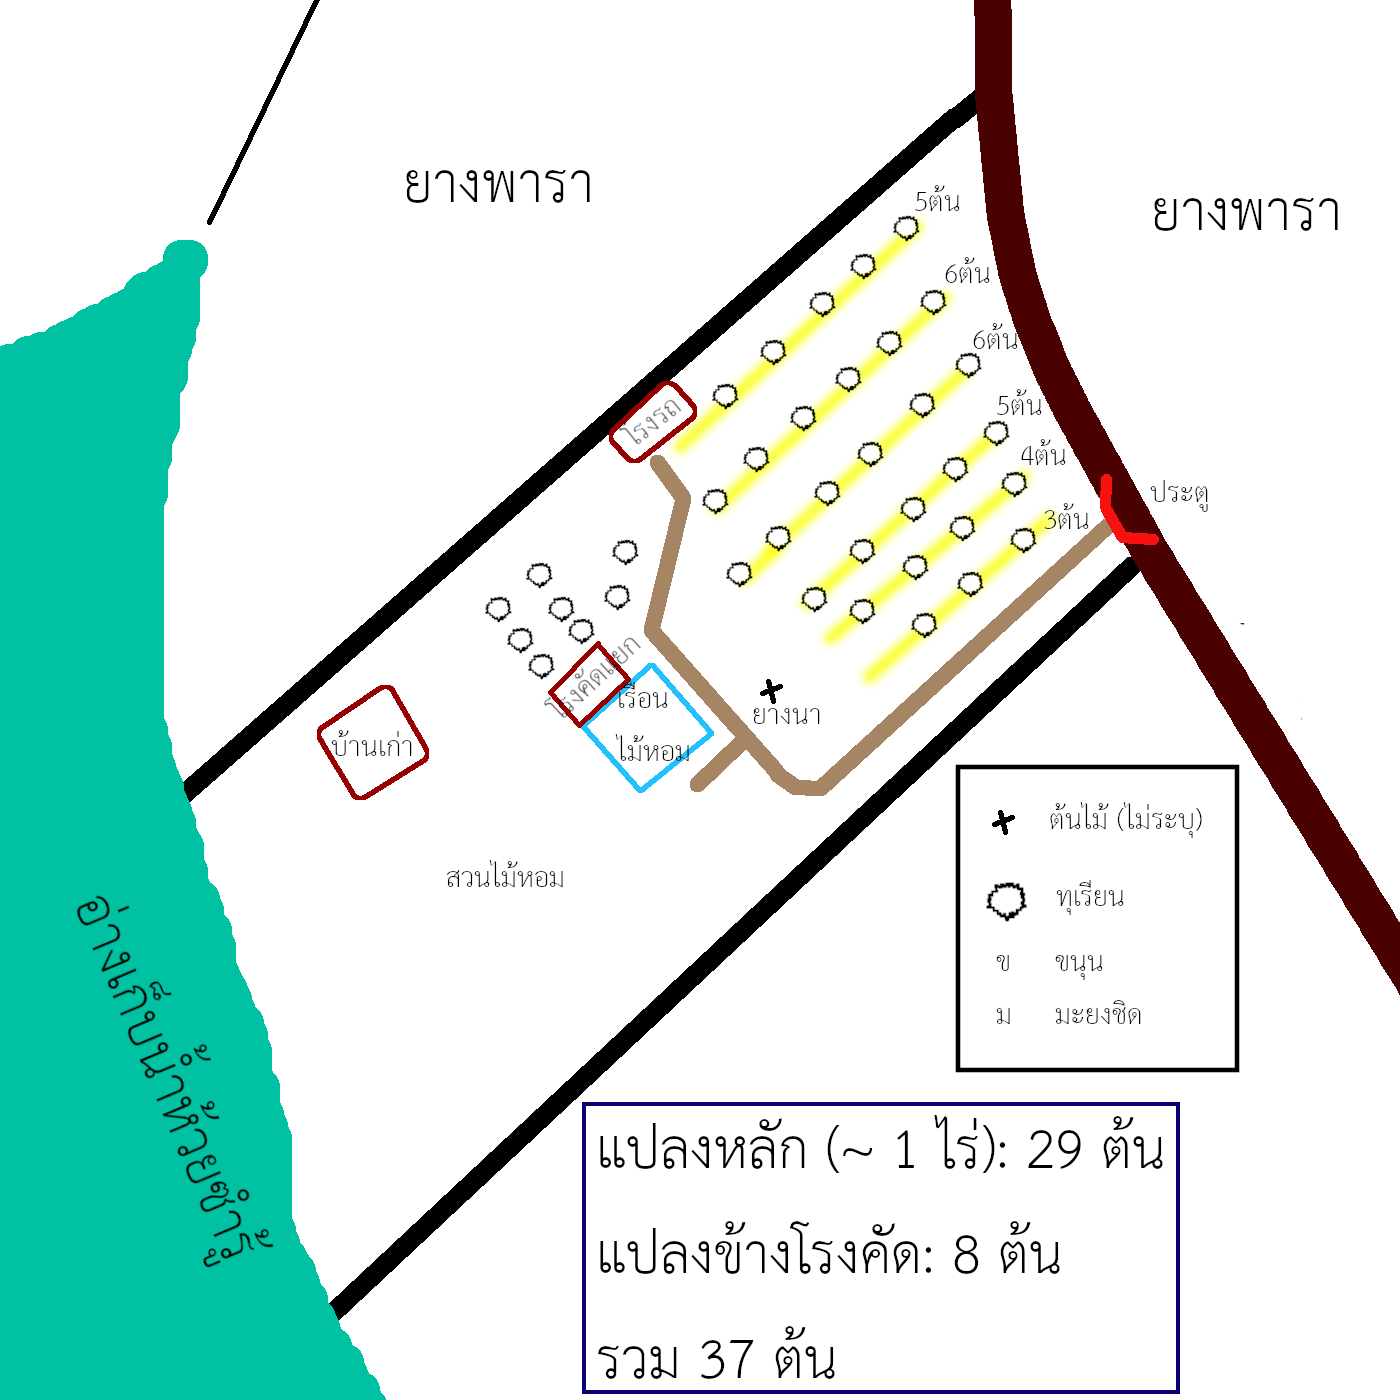 ยางพารา
ยางพารา
5ต้น
6ต้น
6ต้น
5ต้น
4ต้น
3ต้น
ประตู
โรงรถ
โรงคัดแยก
เรือน
ไม้หอม
ยางนา
บ้านเก่า
สวนไม้หอม
อ่างเก็บน้ำห้วยซำรู้
ต้นไม้ (ไม่ระบุ)
ทุเรียน
ข ขนุน
ม มะยงชิด
แปลงหลัก (~ 1 ไร่): 29 ต้น
แปลงข้างโรงคัด: 8 ต้น
รวม 37 ต้น